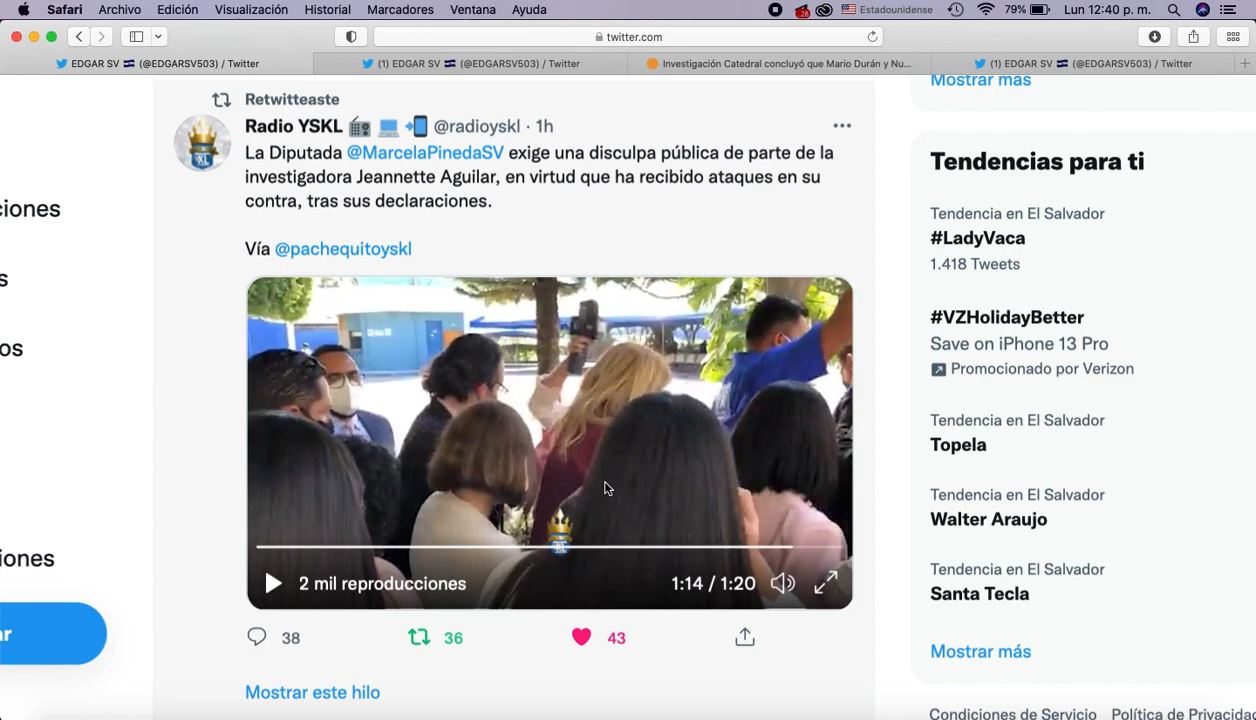 Safari Archivo Edición Visualización Historial Marcadores Ventana Ayuda
28 Estadounidense 79% Lun 12:40 p. m.
twitter.com
EDGAR SV 🇸🇻 (@EDGARSV503) / Twitter
(1) EDGAR SV 🇸🇻 (@EDGARSV503) / Twitter
Investigación Catedral concluyó que Mario Durán y Nu...
(1) EDGAR SV 🇸🇻 (@EDGARSV503) / Twitter
ciones
s
os
iones
r
Retwitteaste
Radio YSKL 📻 💻 📲 @radioyskl · 1h
La Diputada @MarcelaPinedaSV exige una disculpa pública de parte de la
investigadora Jeannette Aguilar, en virtud que ha recibido ataques en su
contra, tras sus declaraciones.
Vía @pachequitoyskl
KL
2 mil reproducciones 1:14 / 1:20
38 36 43
Mostrar este hilo
Mostrar más
Tendencias para ti
Tendencia en El Salvador
#LadyVaca
1.418 Tweets
#VZHolidayBetter
Save on iPhone 13 Pro
Promocionado por Verizon
Tendencia en El Salvador
Topela
Tendencia en El Salvador
Walter Araujo
Tendencia en El Salvador
Santa Tecla
Mostrar más
Condiciones de Servicio Política de Privacidad